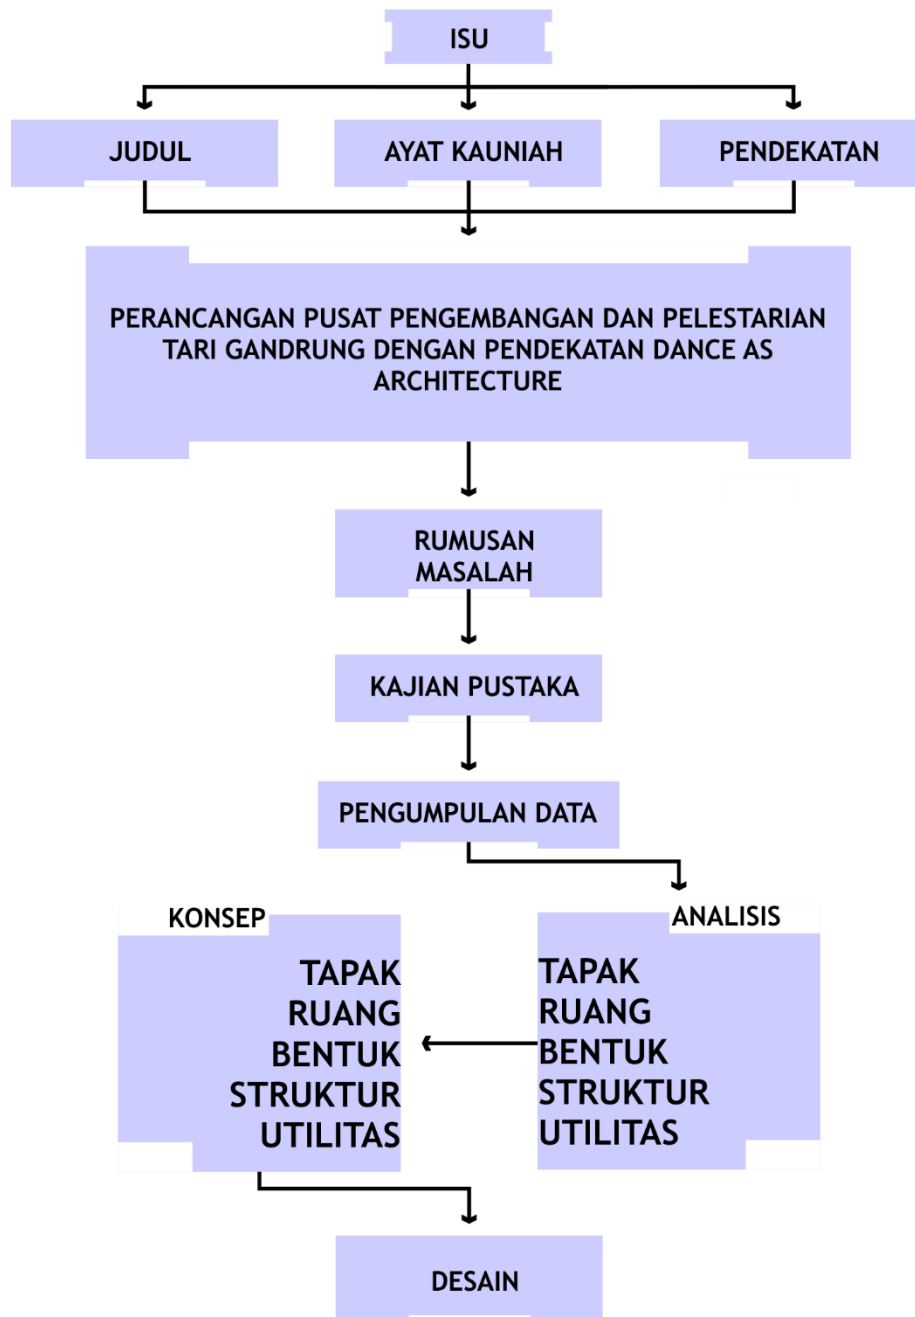 ISU
JUDUL
AYAT KAUNIAH
PENDEKATAN
PERANCANGAN PUSAT PENGEMBANGAN DAN PELESTARIAN
TARI GANDRUNG DENGAN PENDEKATAN DANCE AS
ARCHITECTURE
RUMUSAN
MASALAH
KAJIAN PUSTAKA
PENGUMPULAN DATA
ANALISIS
TAPAK
RUANG
BENTUK
STRUKTUR
UTILITAS
KONSEP
TAPAK
RUANG
BENTUK
STRUKTUR
UTILITAS
DESAIN